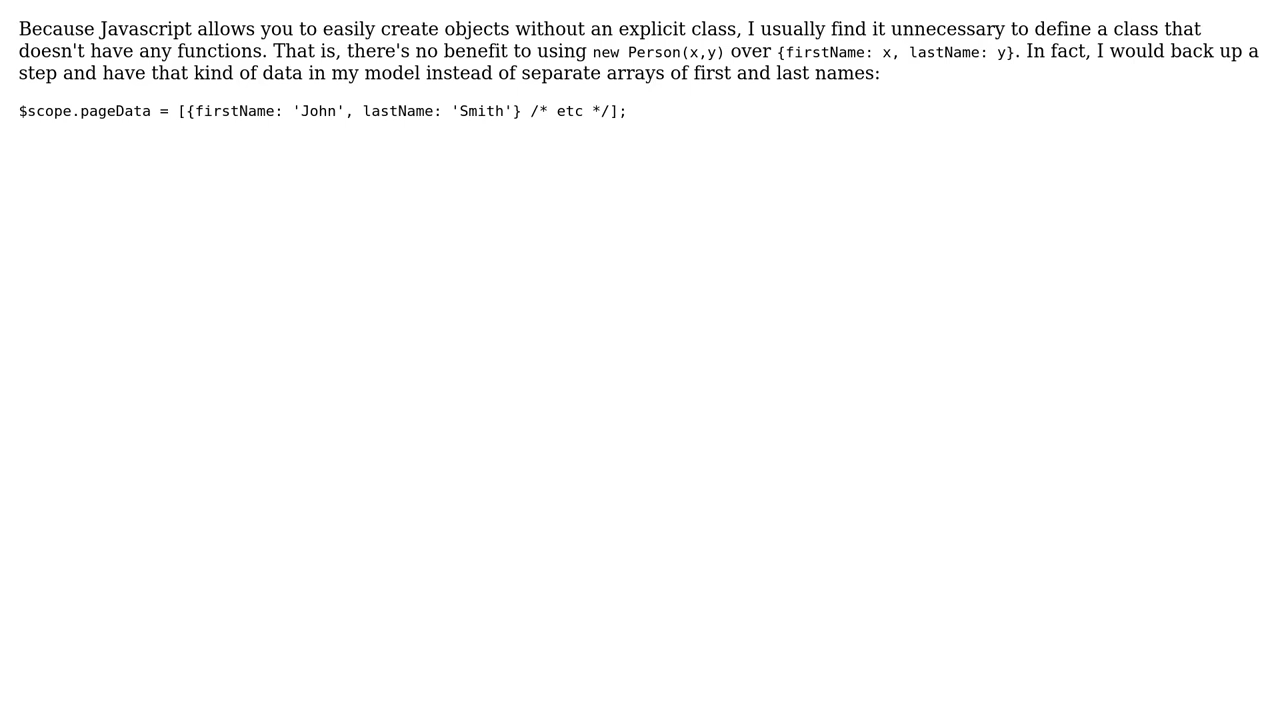 Because Javascript allows you to easily create objects without an explicit class, I usually find it unnecessary to define a class that
doesn't have any functions. That is, there's no benefit to using new Person(x,y) over {firstName: x, lastName: y}. In fact, I would back up a
step and have that kind of data in my model instead of separate arrays of first and last names:
$scope.pageData = [{firstName: 'John', lastName: 'Smith'} /* etc */];